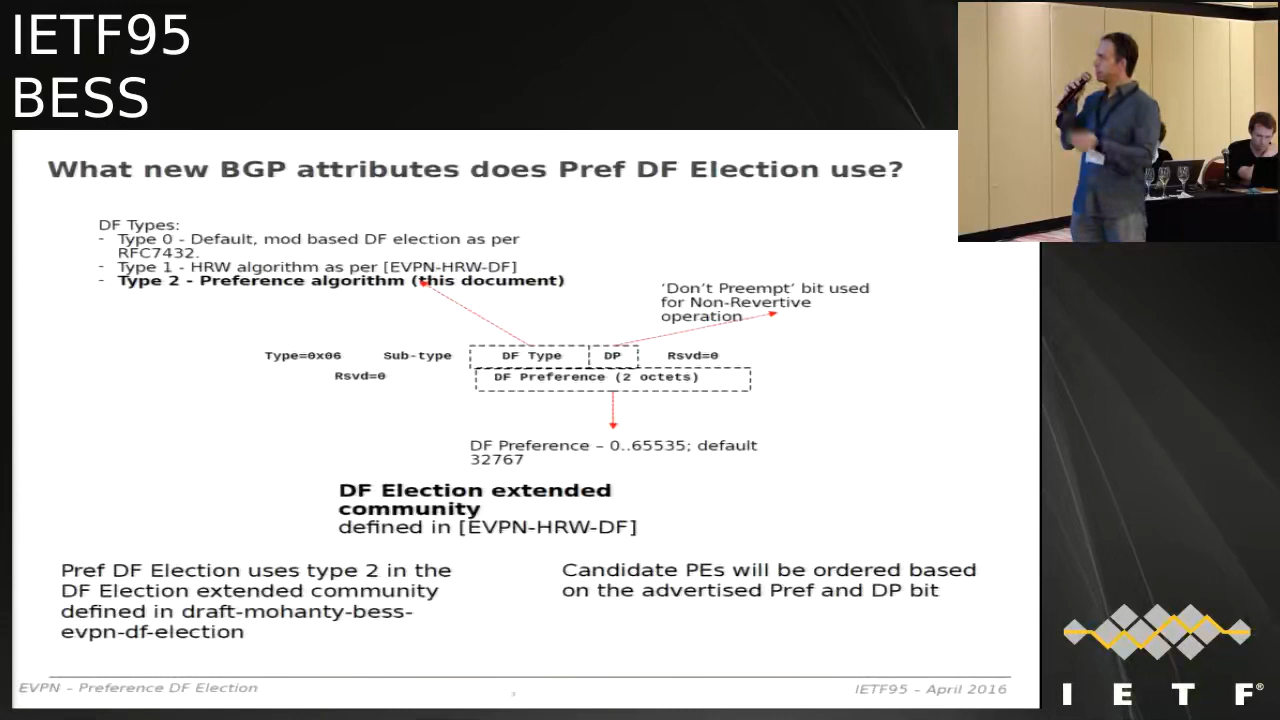 IETF95
BESS
What new BGP attributes does Pref DF Election use?
DF Types:
- Type 0 - Default, mod based DF election as per
RFC7432.
- Type 1 - HRW algorithm as per [EVPN-HRW-DF]
- Type 2 - Preference algorithm (this document)
‘Don’t Preempt’ bit used
for Non-Revertive
operation
Type=0x06 Sub-type DF Type DP Rsvd=0
Rsvd=0 DF Preference (2 octets)
DF Preference – 0..65535; default
32767
DF Election extended
community
defined in [EVPN-HRW-DF]
Pref DF Election uses type 2 in the
DF Election extended community
defined in draft-mohanty-bess-
evpn-df-election
Candidate PEs will be ordered based
on the advertised Pref and DP bit
EVPN – Preference DF Election
IETF95 – April 2016
I E T F®